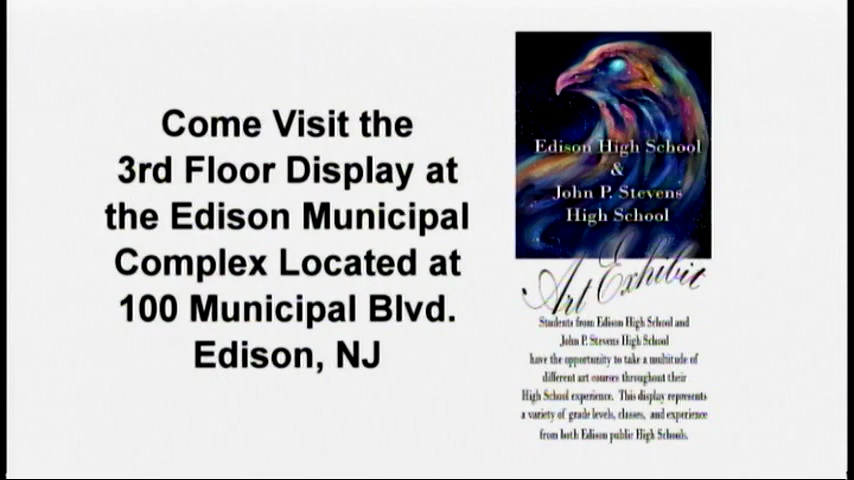 Come Visit the
3rd Floor Display at
the Edison Municipal
Complex Located at
100 Municipal Blvd.
Edison, NJ
Edison High School
&
John P. Stevens
High School
Art Exhibit
Students from Edison High School and
John P. Stevens High School
have the opportunity to take a multitude of
different art courses throughout their
High School experience. This display represents
a variety of grade levels, classes, and experience
from both Edison public High Schools.